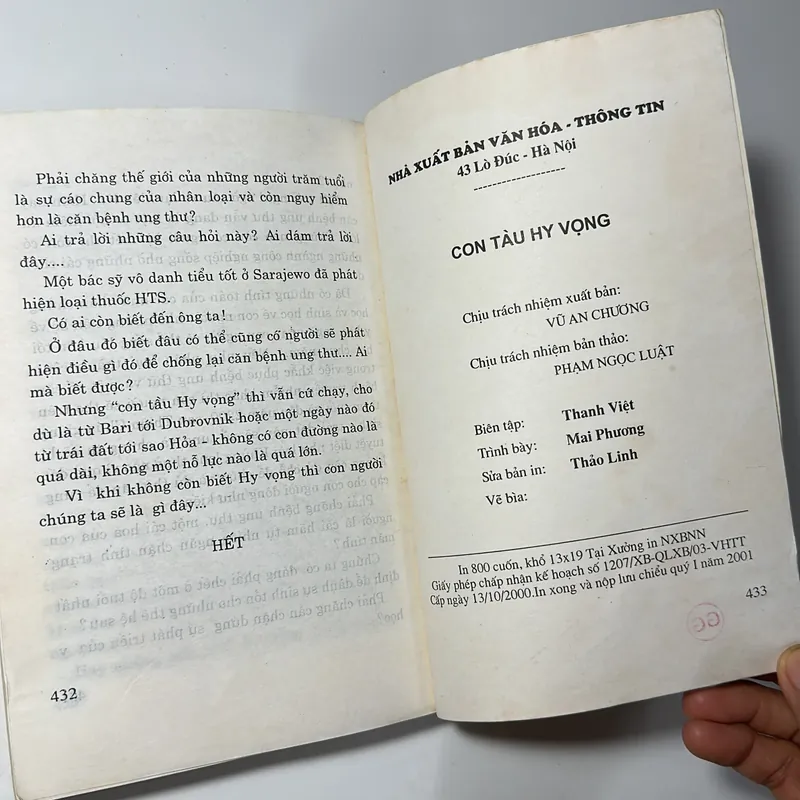 Phải chăng thế giới của những người trăm tuổi
là sự cáo chung của nhân loại và còn nguy hiểm
hơn là căn bệnh ung thư?
Ai trả lời những câu hỏi này? Ai dám trả lời
đây....
Một bác sỹ vô danh tiểu tốt ở Sarajewo đã phát
hiện loại thuốc HTS.
Có ai còn biết đến ông ta!
Ở đâu đó biết đâu có thể cũng có người sẽ phát
hiện điều gì đó để chống lại căn bệnh ung thư.... Ai
mà biết được?
Nhưng “con tầu Hy vọng” thì vẫn cứ chạy, cho
dù là từ Bari tới Dubrovnik hoặc một ngày nào đó
từ trái đất tới sao Hỏa – không có con đường nào là
quá dài, không một nỗ lực nào là quá lớn.
Vì khi không còn biết Hy vọng thì con người
chúng ta sẽ là gì đây...
HẾT
432
NHÀ XUẤT BẢN VĂN HÓA - THÔNG TIN
43 Lò Đúc - Hà Nội
-------------------
CON TÀU HY VỌNG
Chịu trách nhiệm xuất bản:
VŨ AN CHƯƠNG
Chịu trách nhiệm bản thảo:
PHẠM NGỌC LUẬT
Biên tập: Thanh Việt
Trình bày: Mai Phương
Sửa bản in: Thảo Linh
Vẽ bìa:
In 800 cuốn, khổ 13x19 Tại Xưởng in NXBNN
Giấy phép chấp nhận kế hoạch số 1207/XB-QLXB/03-VHTT
Cấp ngày 13/10/2000.In xong và nộp lưu chiểu quý I năm 2001
433